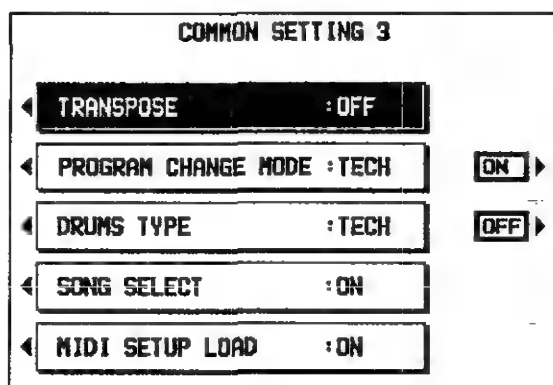 COMMON SETTING 3
TRANSPOSE :OFF
PROGRAM CHANGE MODE :TECH ON
DRUMS TYPE :TECH OFF
SONG SELECT :ON
MIDI SETUP LOAD :ON